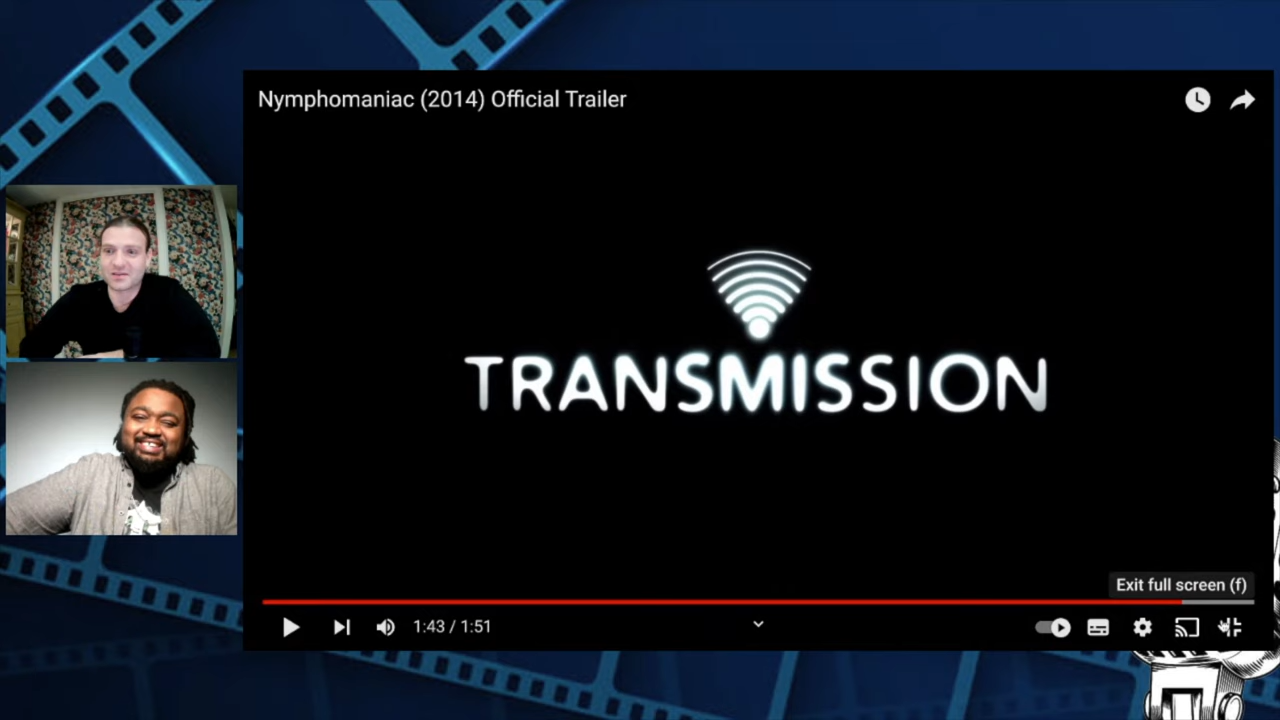 Nymphomaniac (2014) Official Trailer
TRANSMISSION
Exit full screen (f)
1:43 / 1:51